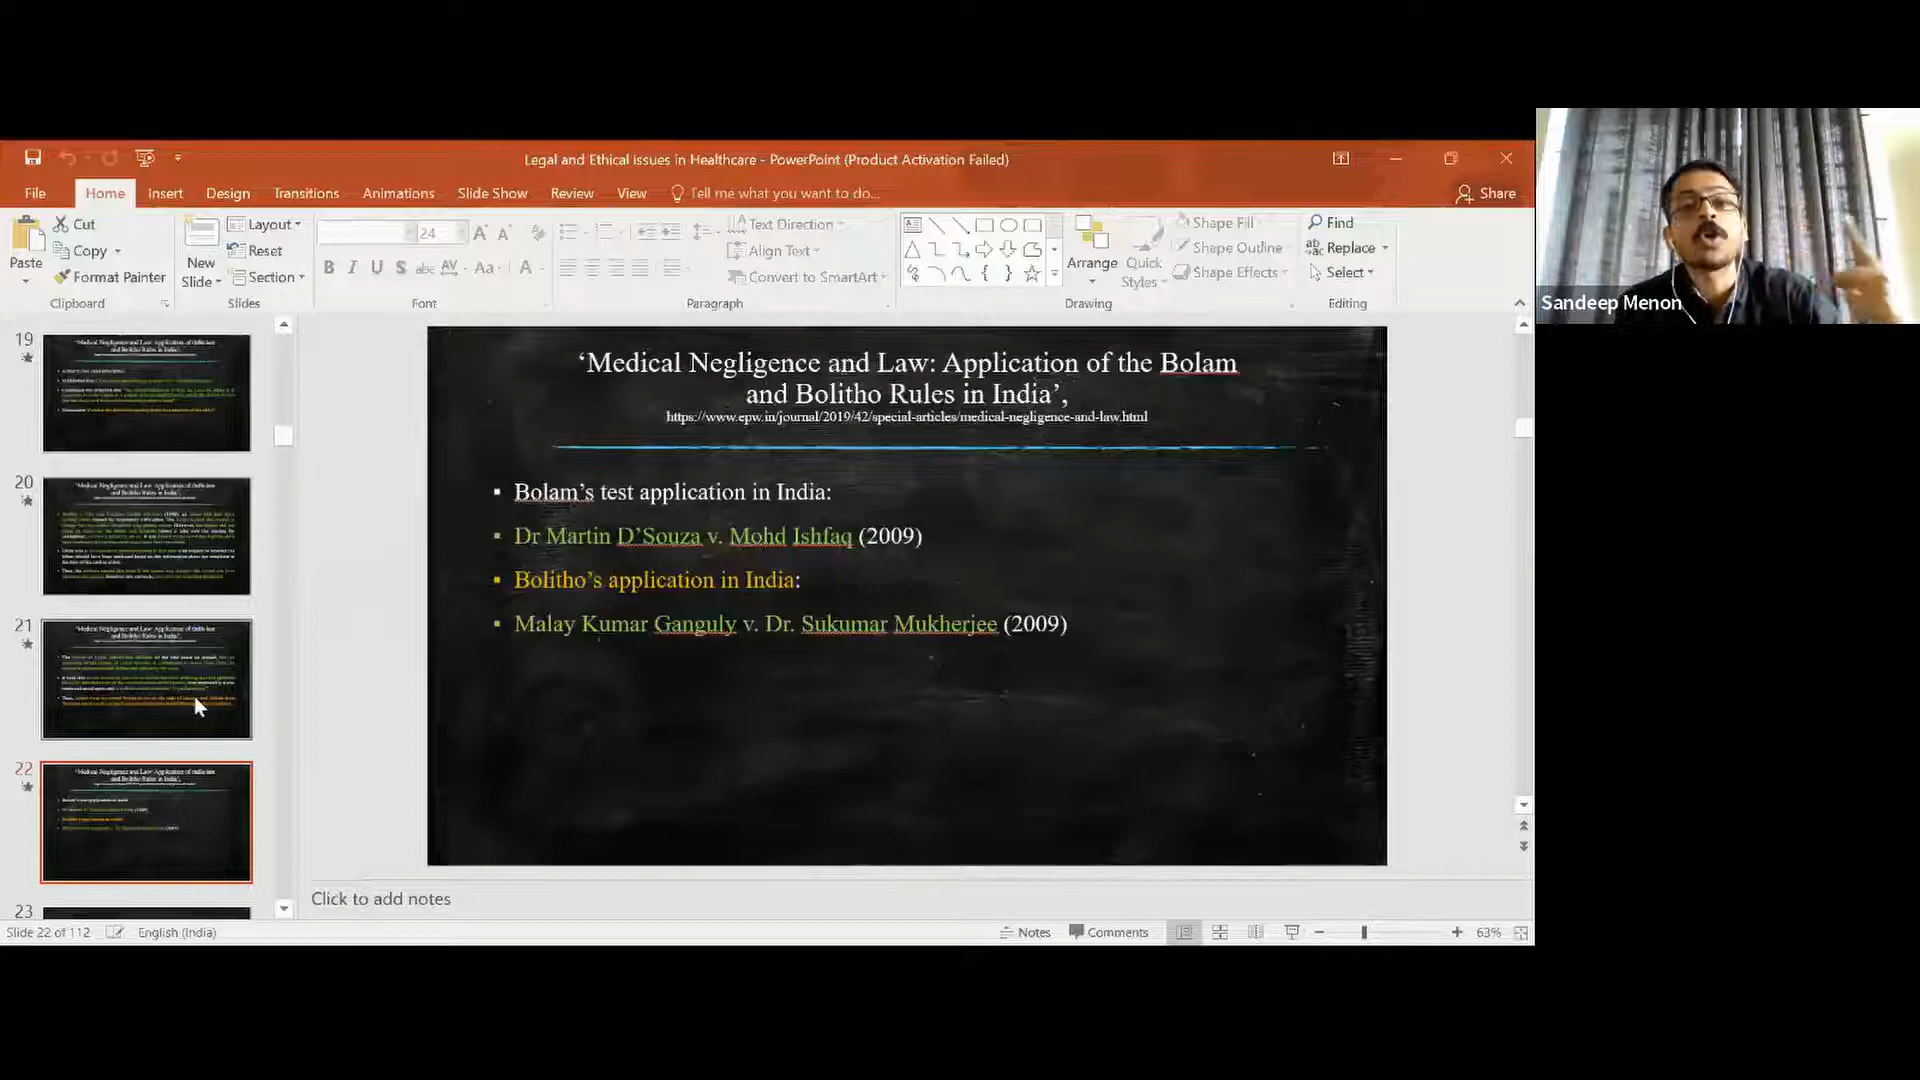 Legal and Ethical issues in Healthcare - PowerPoint (Product Activation Failed)
File Home Insert Design Transitions Animations Slide Show Review View Tell me what you want to do... Share
Paste
Cut
Copy
Format Painter
Clipboard
New
Slide
Layout
Reset
Section
Slides
24
B I U S abc AV Aa A
Font
Text Direction
Align Text
Convert to SmartArt
Paragraph
Arrange
Quick
Styles
Shape Fill
Shape Outline
Shape Effects
Drawing
Find
Replace
Select
Editing
Sandeep Menon
19
20
21
22
23
‘Medical Negligence and Law: Application of the Bolam
and Bolitho Rules in India’,
https://www.epw.in/journal/2019/42/special-articles/medical-negligence-and-law.html
Bolam’s test application in India:
Dr Martin D’Souza v. Mohd Ishfaq (2009)
Bolitho’s application in India:
Malay Kumar Ganguly v. Dr. Sukumar Mukherjee (2009)
Click to add notes
Slide 22 of 112 English (India) Notes Comments 63%